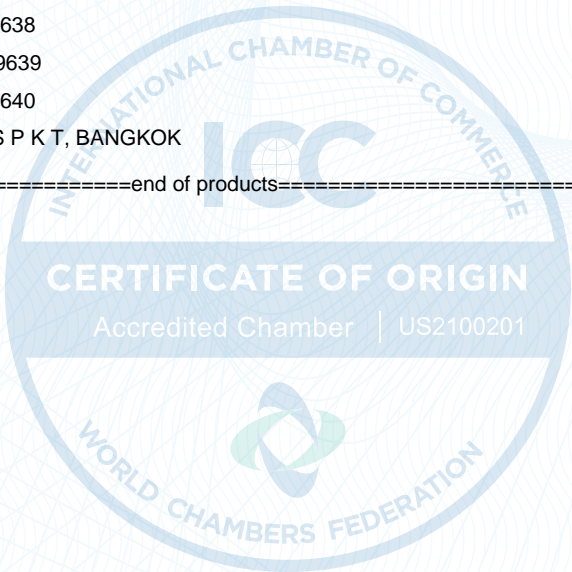 638
9639
640
S P K T, BANGKOK
===========end of products========================
INTERNATIONAL CHAMBER OF COMMERCE
ICC
CERTIFICATE OF ORIGIN
Accredited Chamber | US2100201
WORLD CHAMBERS FEDERATION